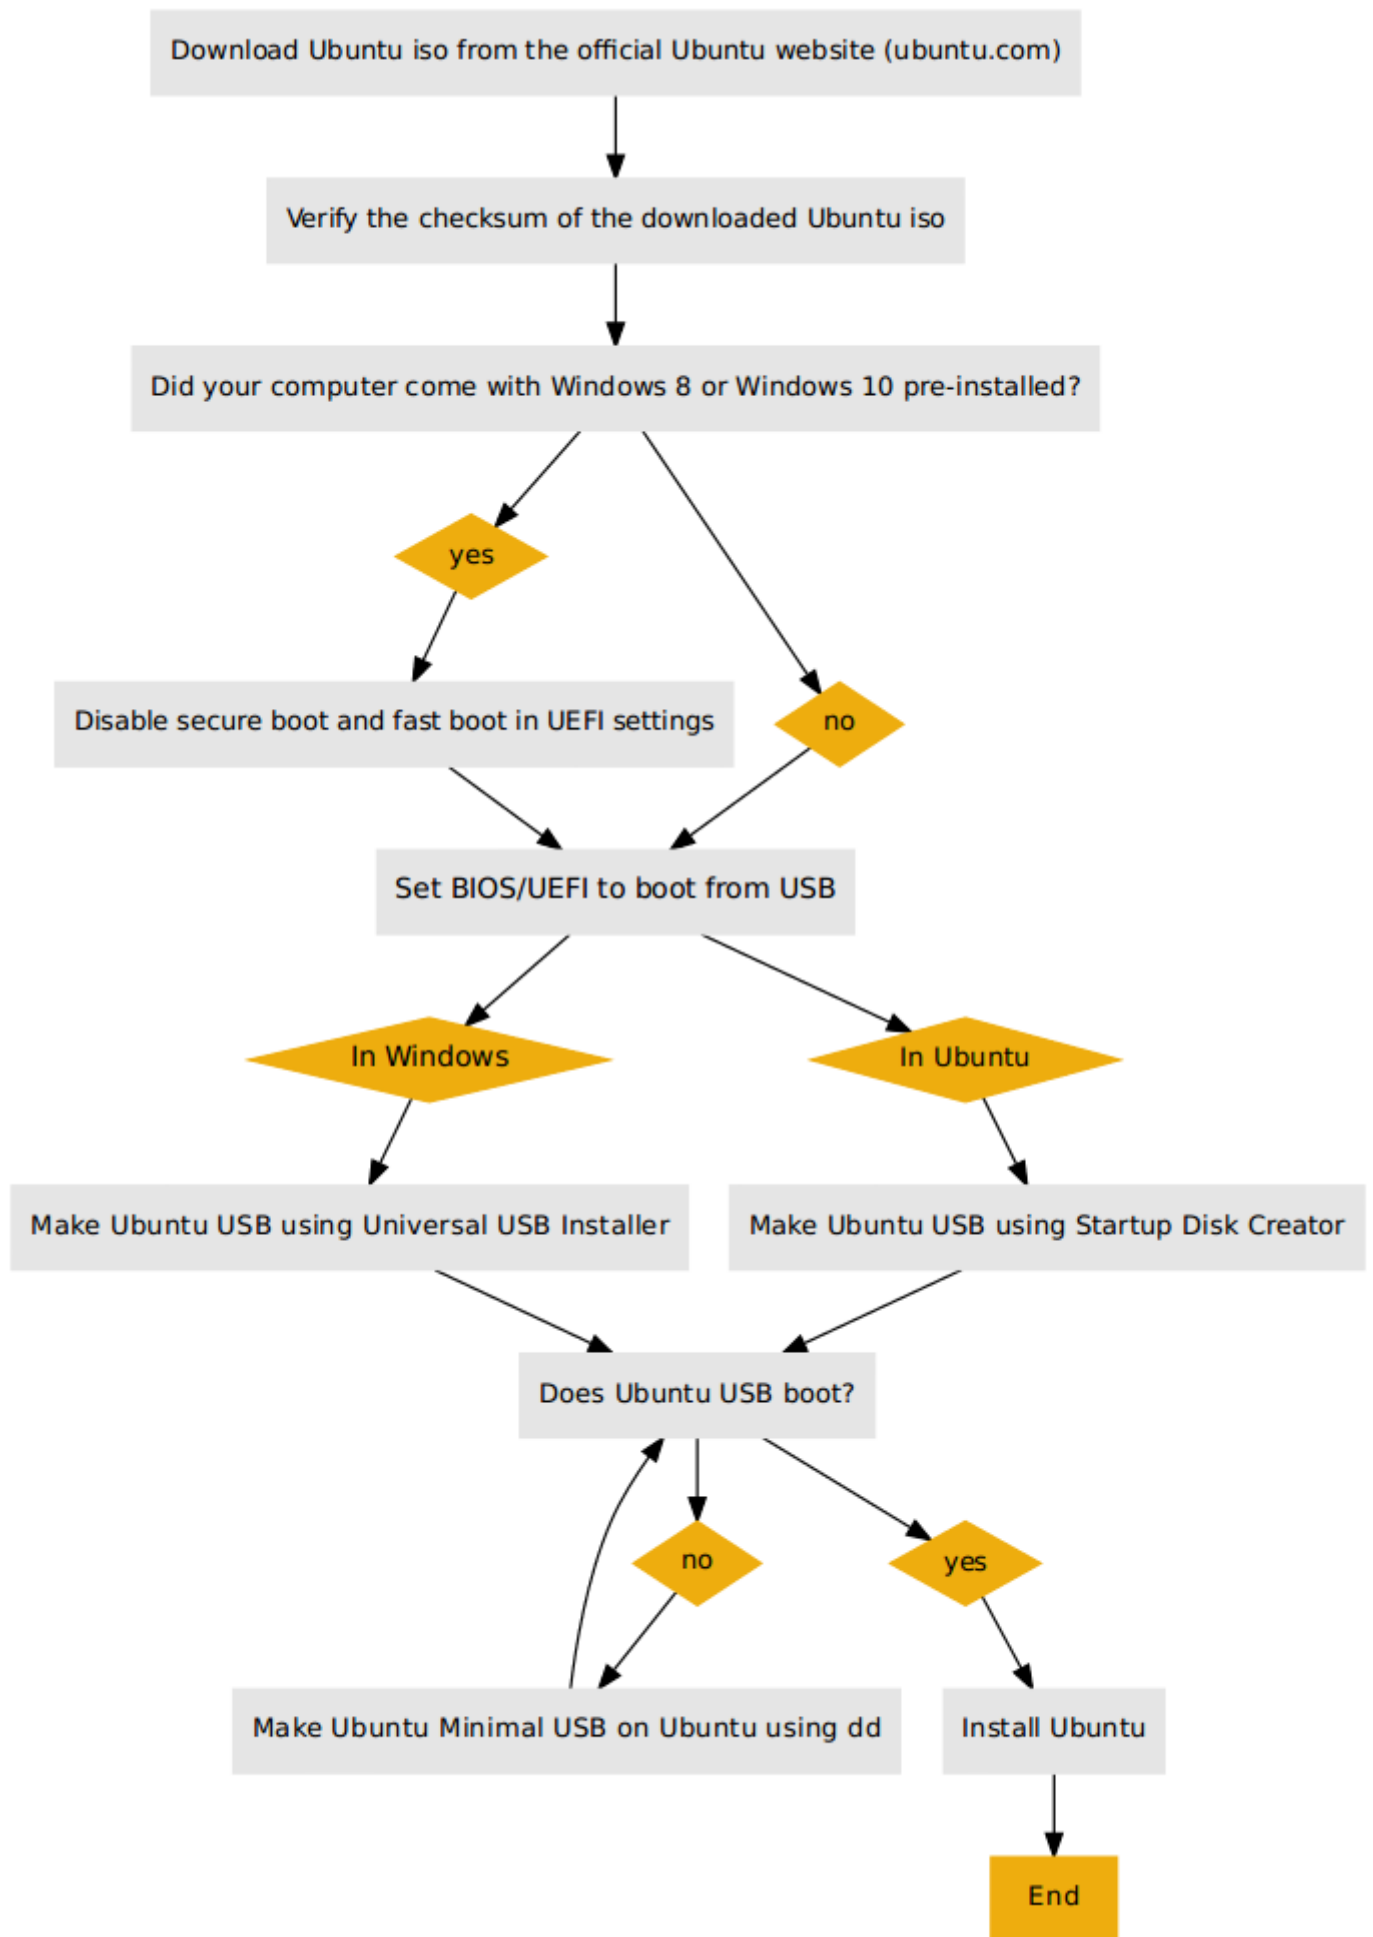 Download Ubuntu iso from the official Ubuntu website (ubuntu.com)
Verify the checksum of the downloaded Ubuntu iso
Did your computer come with Windows 8 or Windows 10 pre-installed?
yes
Disable secure boot and fast boot in UEFI settings
no
Set BIOS/UEFI to boot from USB
In Windows
In Ubuntu
Make Ubuntu USB using Universal USB Installer
Make Ubuntu USB using Startup Disk Creator
Does Ubuntu USB boot?
no
yes
Make Ubuntu Minimal USB on Ubuntu using dd
Install Ubuntu
End